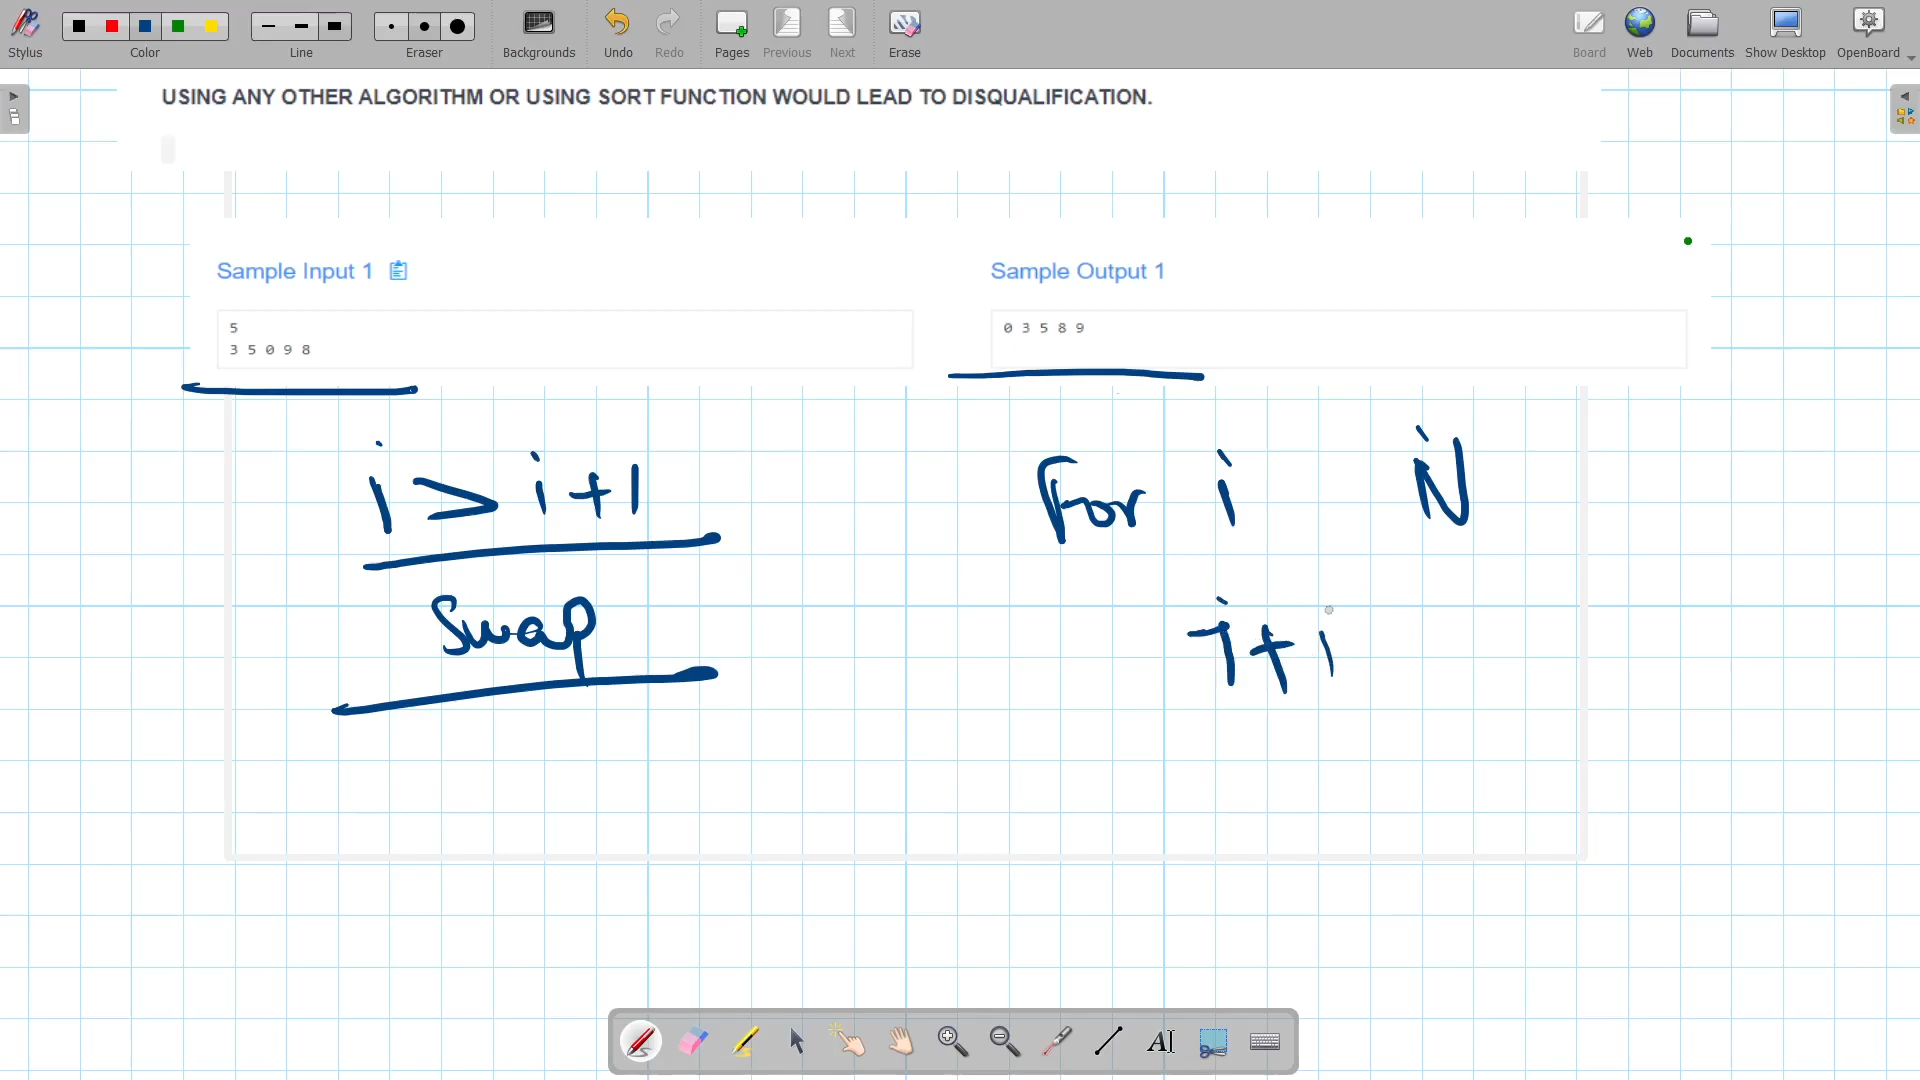 Stylus Color Line Eraser Backgrounds Undo Redo Pages Previous Next Erase Board Web Documents Show Desktop OpenBoard
USING ANY OTHER ALGORITHM OR USING SORT FUNCTION WOULD LEAD TO DISQUALIFICATION.
Sample Input 1
5
3 5 0 9 8
Sample Output 1
0 3 5 8 9
i > i+1
Swap
For i N
i+1
AI